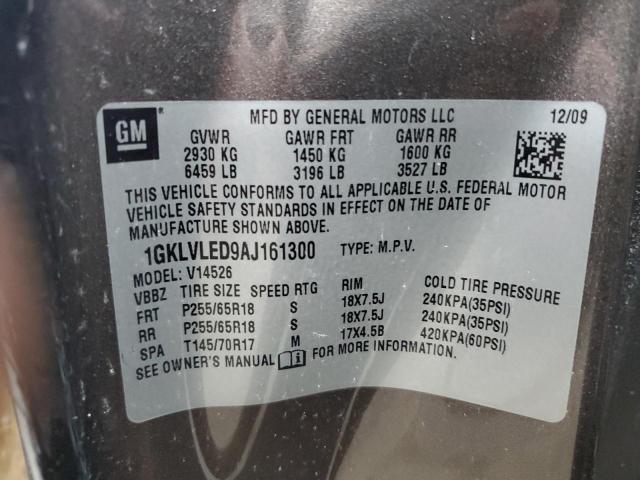 GM
MFD BY GENERAL MOTORS LLC 12/09
GVWR GAWR FRT GAWR RR
2930 KG 1450 KG 1600 KG
6459 LB 3196 LB 3527 LB
THIS VEHICLE CONFORMS TO ALL APPLICABLE U.S. FEDERAL MOTOR
VEHICLE SAFETY STANDARDS IN EFFECT ON THE DATE OF
MANUFACTURE SHOWN ABOVE.
1GKLVLED9AJ161300 TYPE: M.P.V.
MODEL: V14526
VBBZ TIRE SIZE SPEED RTG RIM COLD TIRE PRESSURE
FRT P255/65R18 S 18X7.5J 240KPA(35PSI)
RR P255/65R18 S 18X7.5J 240KPA(35PSI)
SPA T145/70R17 M 17X4.5B 420KPA(60PSI)
SEE OWNER'S MANUAL FOR MORE INFORMATION.